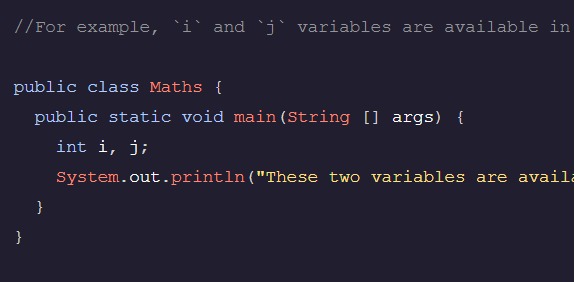 //For example, `i` and `j` variables are available in
public class Maths {
public static void main(String [] args) {
int i, j;
System.out.println("These two variables are
}
}